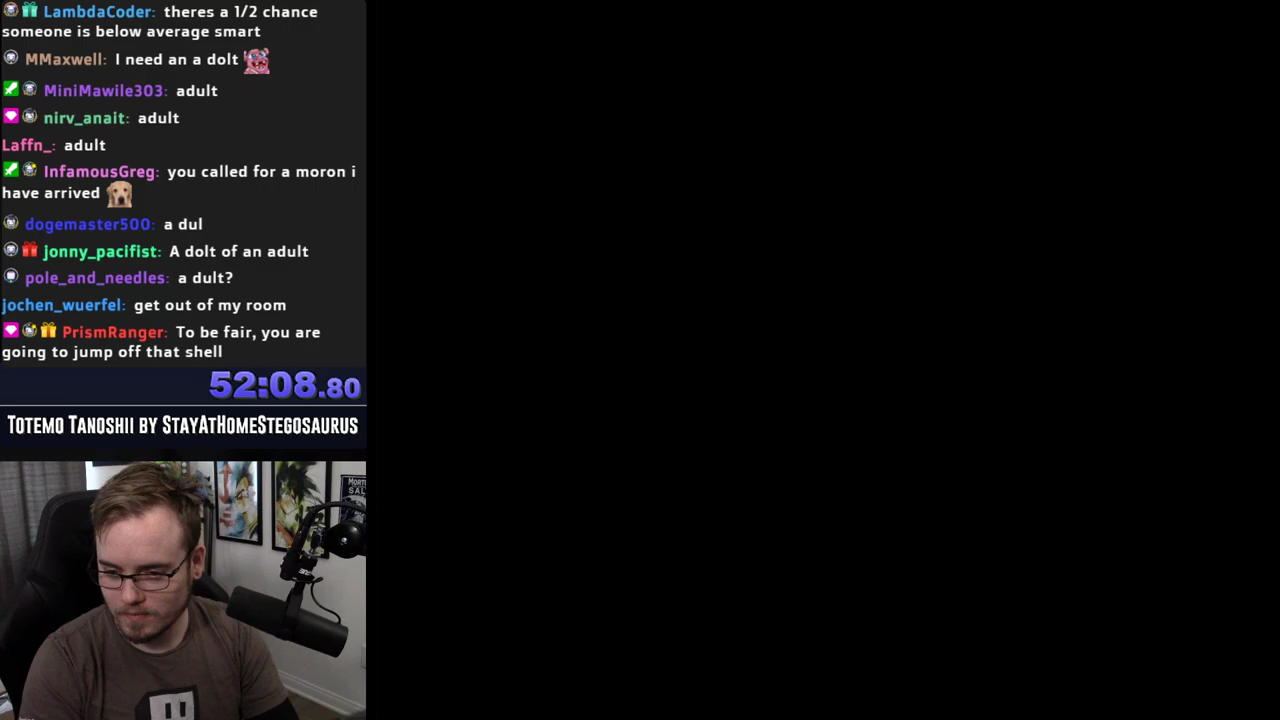 LambdaCoder: theres a 1/2 chance
someone is below average smart
MMaxwell: I need an a dolt
MiniMawile303: adult
nirv_anait: adult
Laffn_: adult
InfamousGreg: you called for a moron i
have arrived
dogemaster500: a dul
jonny_pacifist: A dolt of an adult
pole_and_needles: a dult?
jochen_wuerfel: get out of my room
PrismRanger: To be fair, you are
going to jump off that shell
52:08.80
Totemo Tanoshii by StayAtHomeStegosaurus